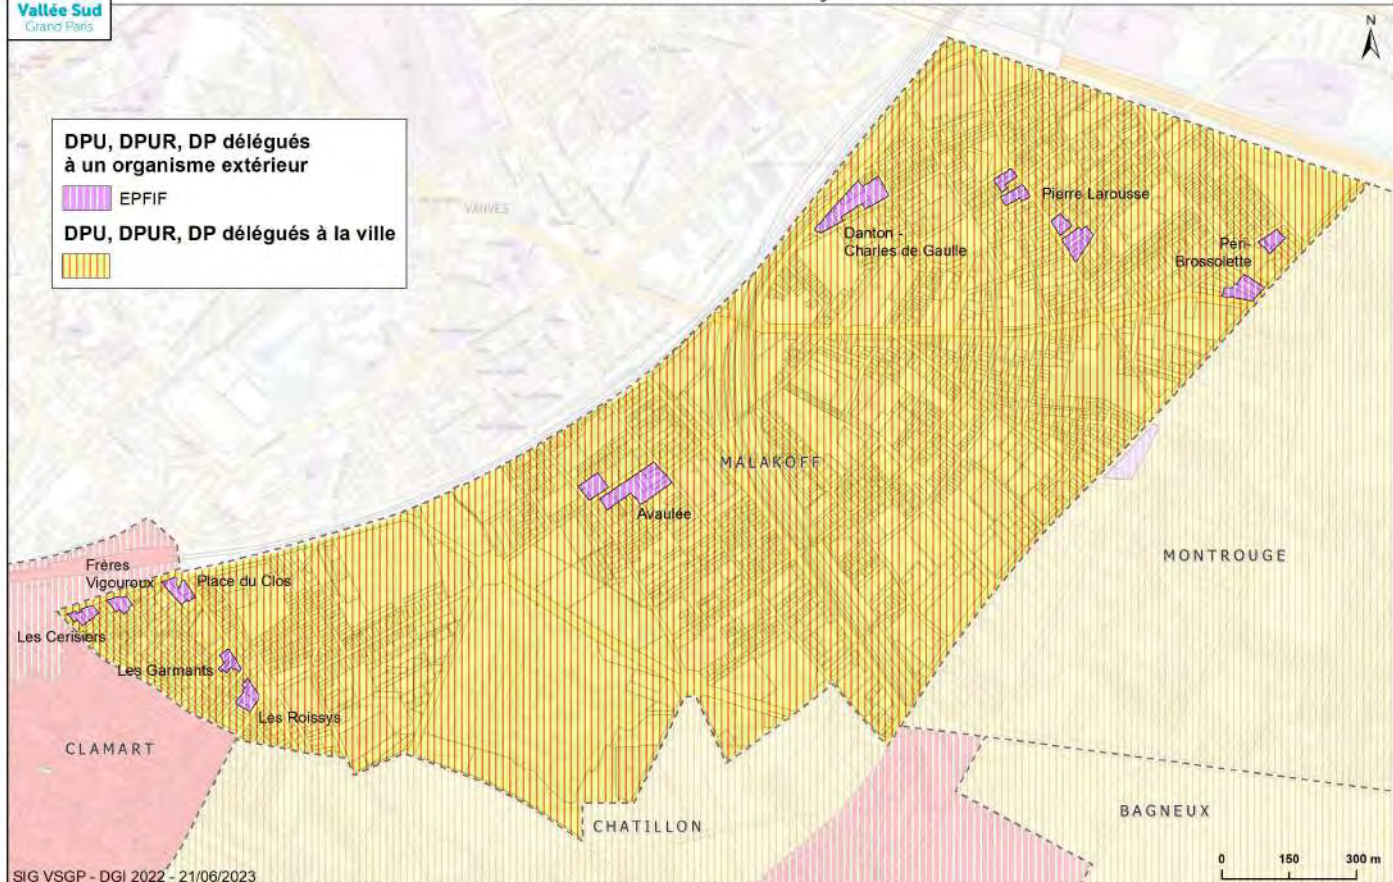 Vallée Sud
Grand Paris
N
DPU, DPUR, DP délégués
à un organisme extérieur
EPFIF
DPU, DPUR, DP délégués à la ville
VANVES
Pierre Larousse
Danton -
Charles de Gaulle
Péri-
Brossolette
MALAKOFF
Avaulée
MONTROUGE
Frères
Vigouroux
Place du Clos
Les Cerisiers
Les Garmants
Les Roissys
CLAMART
CHATILLON
BAGNEUX
0 150 300 m
SIG VSGP - DGI 2022 - 21/06/2023